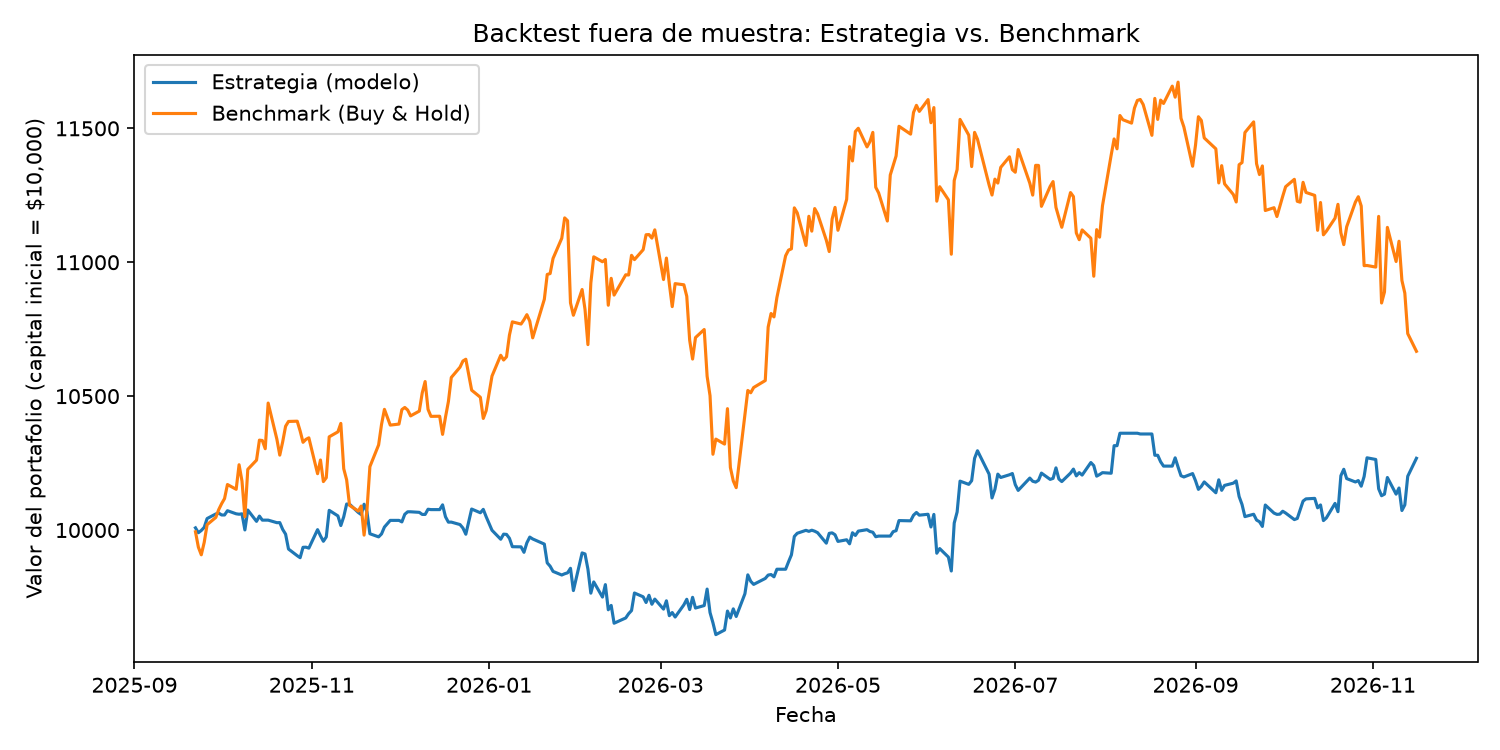 Backtest fuera de muestra: Estrategia vs. Benchmark
Estrategia (modelo)
Benchmark (Buy & Hold)
Valor del portafolio (capital inicial = $10,000)
11500
11000
10500
10000
2025-09
2025-11
2026-01
2026-03
2026-05
2026-07
2026-09
2026-11
Fecha